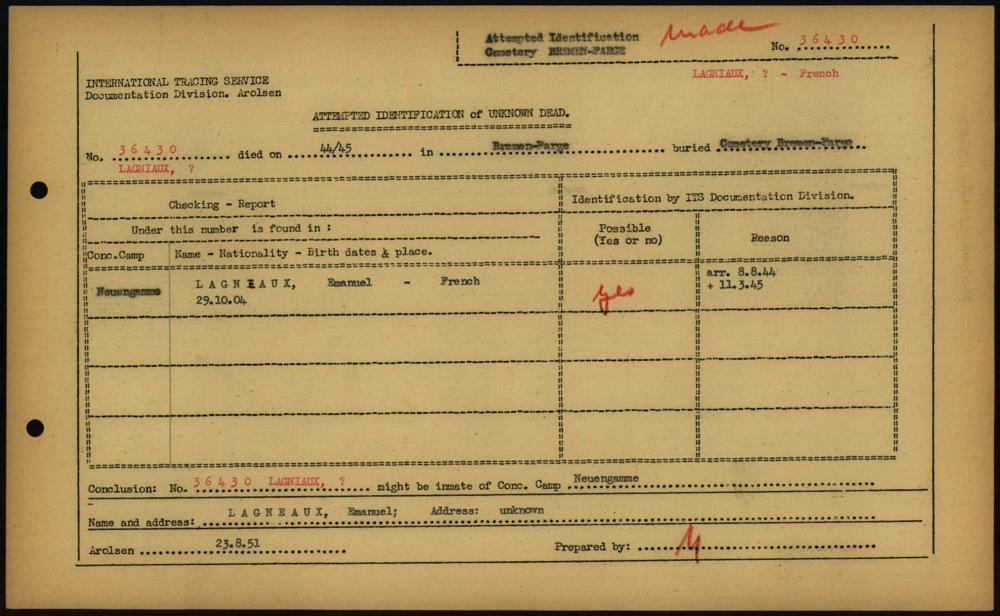 Attempted Identification
Cemetery BREMEN-FARGE
made
No. 36430
LAGNIAUX, ? - French
INTERNATIONAL TRACING SERVICE
Documentation Division. Arolsen
ATTEMPTED IDENTIFICATION of UNKNOWN DEAD.
No. 36430 died on 44/45 in Bremen-Farge buried Cemetery Bremen-Farge
LAGNIAUX, ?
Checking - Report
Identification by ITS Documentation Division.
Under this number is found in :
Possible
(Yes or no)
Reason
Conc.Camp
Name - Nationality - Birth dates & place.
Neuengamme
LAGNEAUX, Emanuel - French
29.10.04
yes
arr. 8.8.44
+ 11.3.45
Conclusion: No. 36430 LAGNIAUX, ? might be inmate of Conc. Camp Neuengamme
Name and address: LAGNEAUX, Emanuel; Address: unknown
Arolsen 23.8.51
Prepared by: